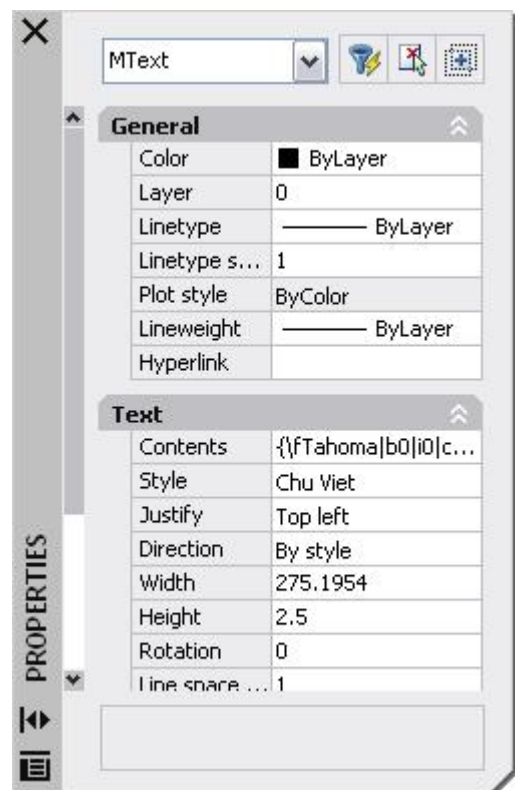 MText
General
Color ByLayer
Layer 0
Linetype ByLayer
Linetype s... 1
Plot style ByColor
Lineweight ByLayer
Hyperlink
Text
Contents {\fTahoma|b0|i0|c...
Style Chu Viet
Justify Top left
Direction By style
Width 275.1954
Height 2.5
Rotation 0
Line space ... 1
PROPERTIES